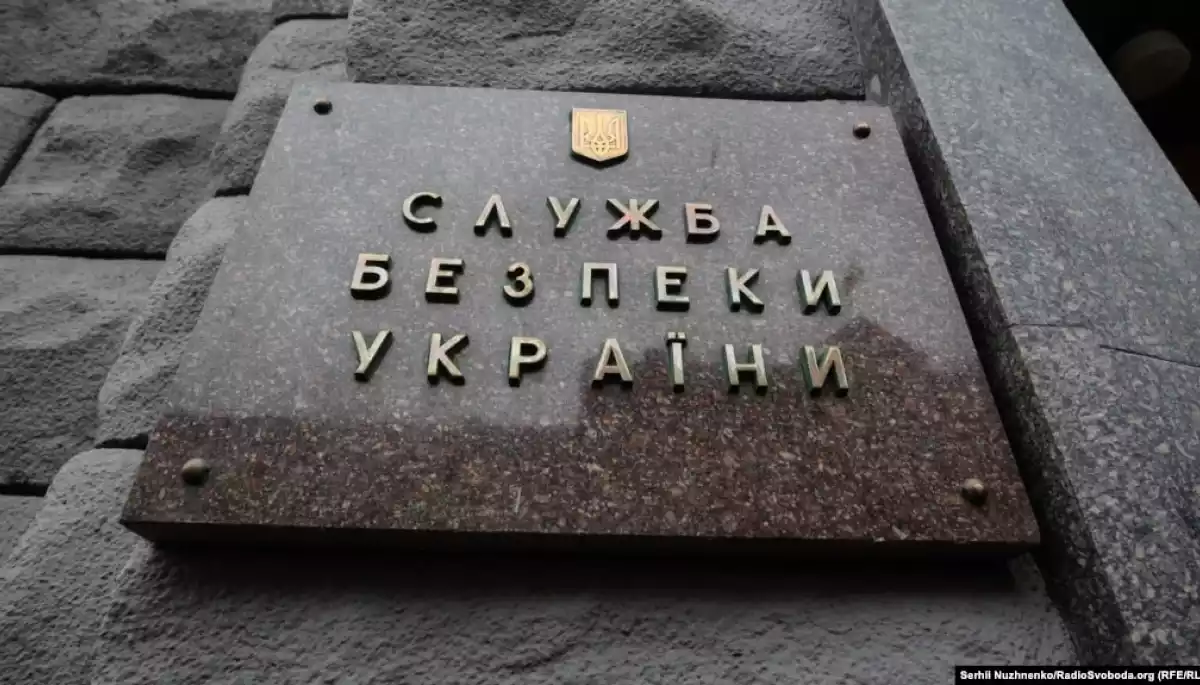 СЛУЖБА
БЕЗПЕКИ
УКРАЇНИ
Serhii Nuzhnenko/RadioSvoboda.org (RFE/RL